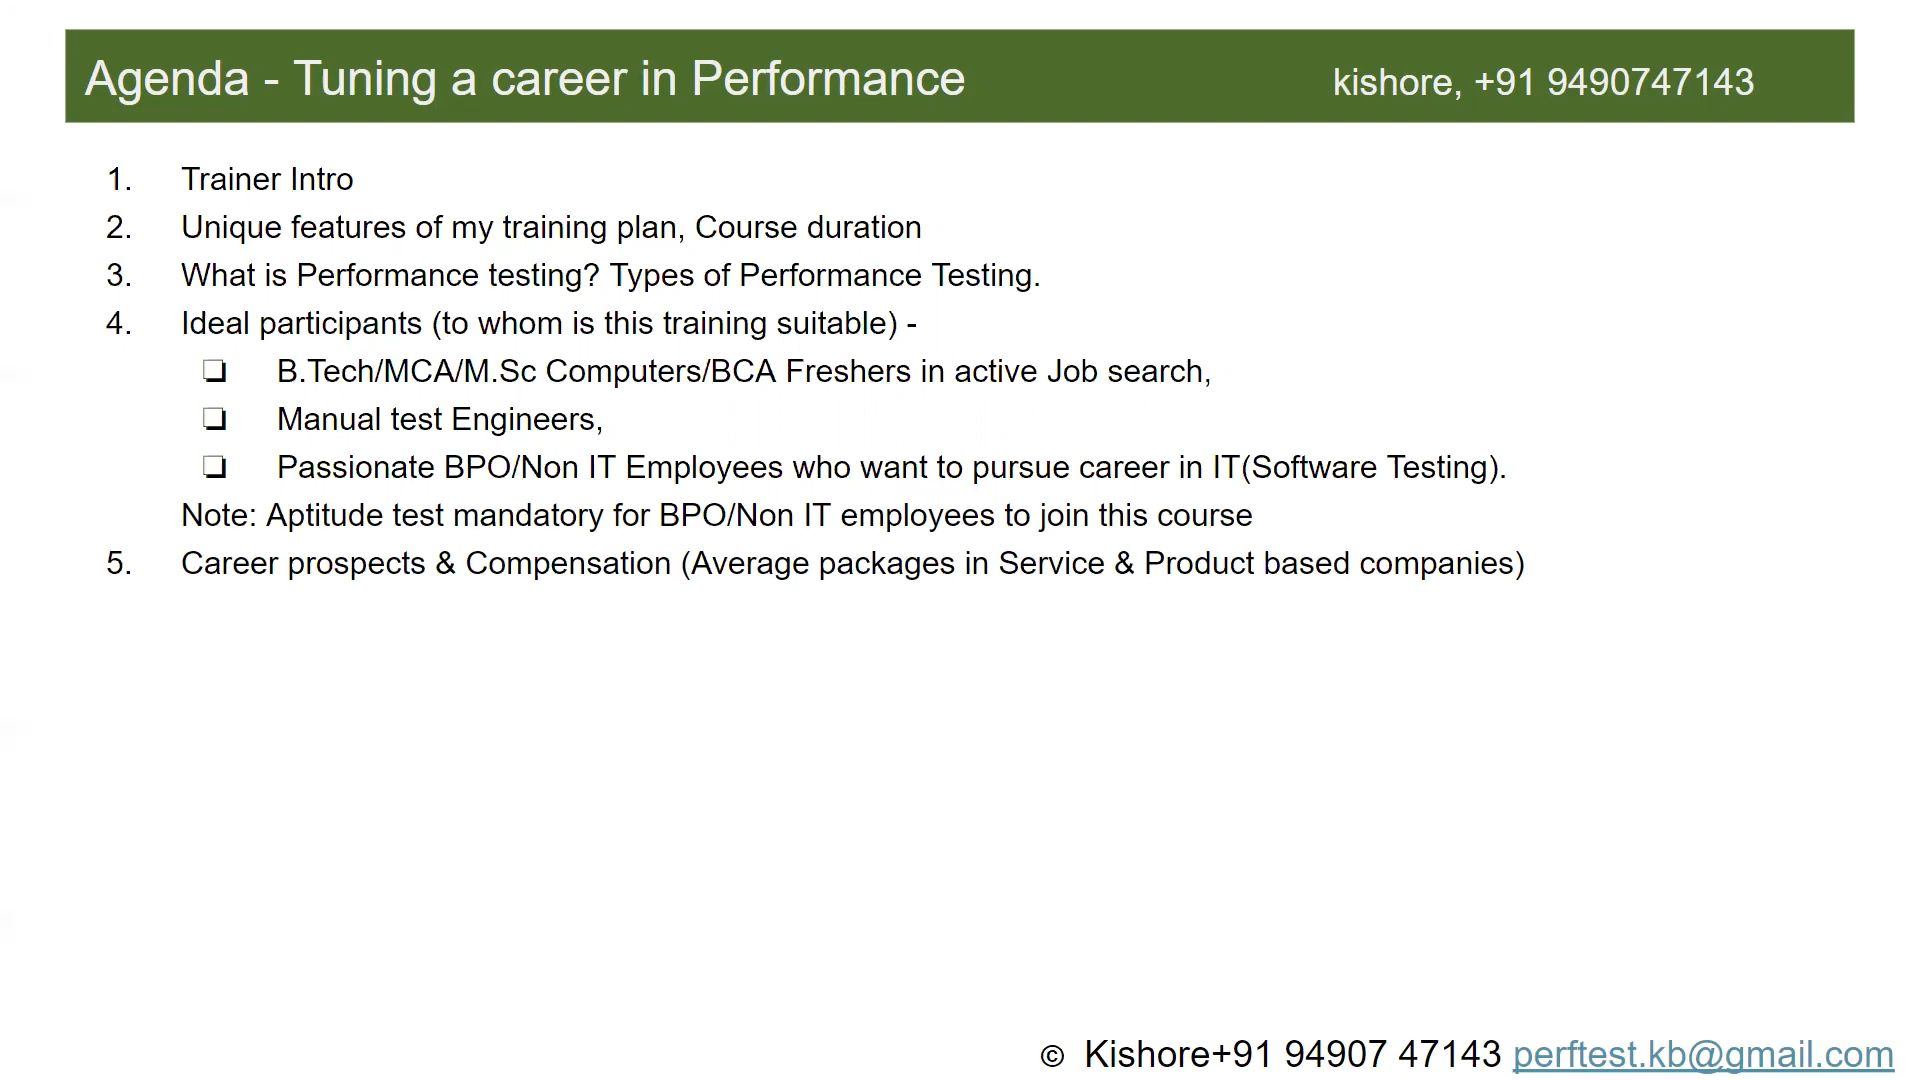 Agenda - Tuning a career in Performance kishore, +91 9490747143
1. Trainer Intro
2. Unique features of my training plan, Course duration
3. What is Performance testing? Types of Performance Testing.
4. Ideal participants (to whom is this training suitable) -
❏ B.Tech/MCA/M.Sc Computers/BCA Freshers in active Job search,
❏ Manual test Engineers,
❏ Passionate BPO/Non IT Employees who want to pursue career in IT(Software Testing).
Note: Aptitude test mandatory for BPO/Non IT employees to join this course
5. Career prospects & Compensation (Average packages in Service & Product based companies)
© Kishore+91 94907 47143 perftest.kb@gmail.com